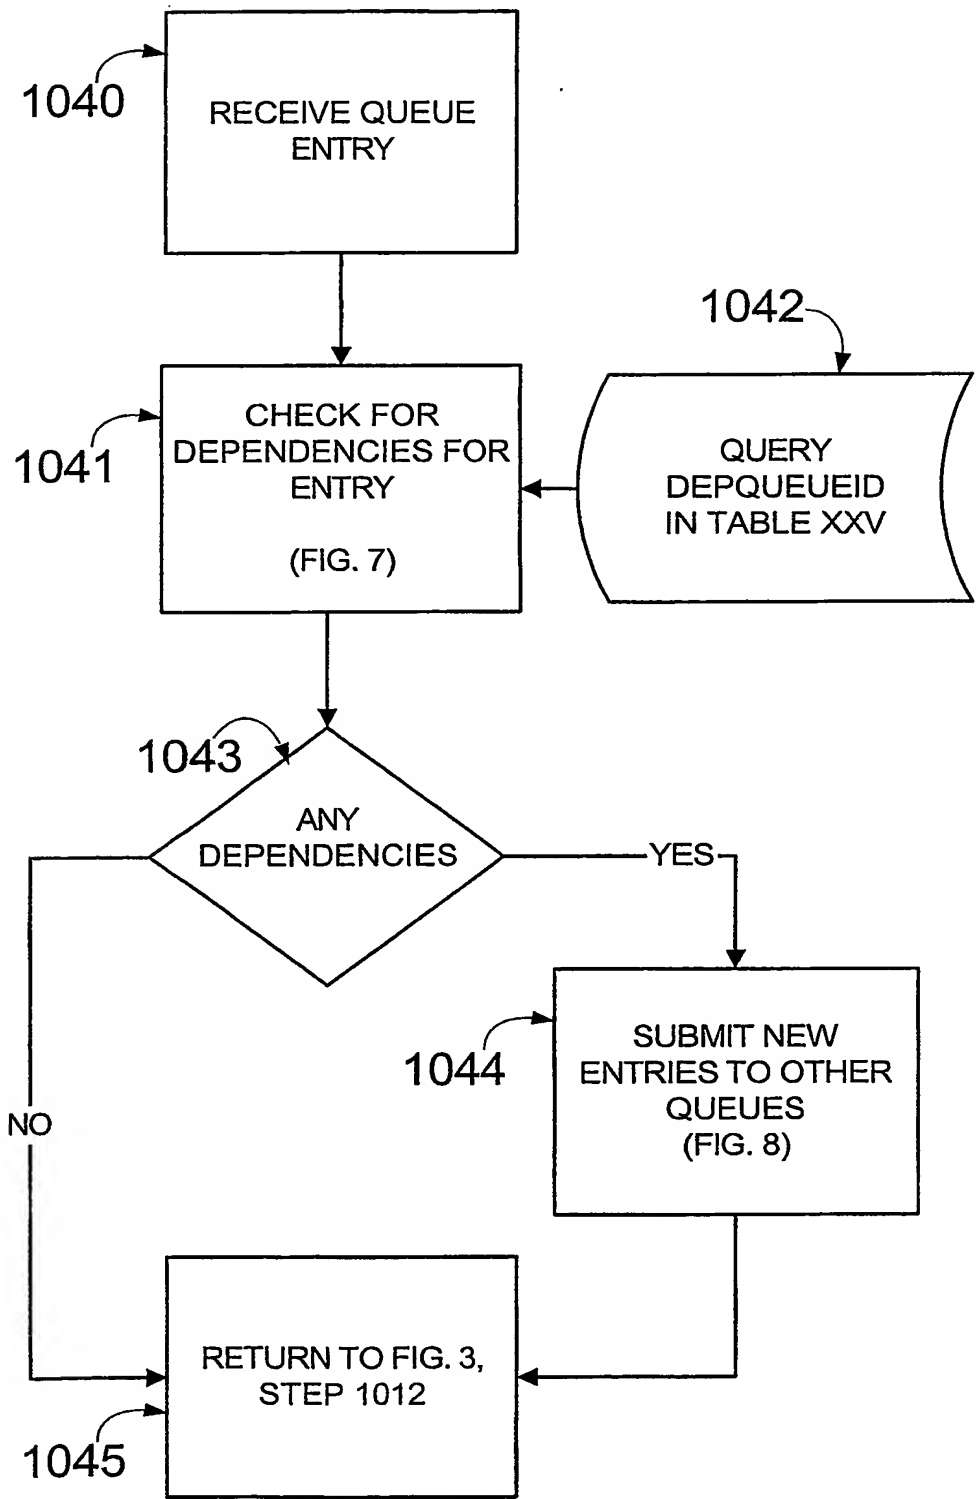 1040
RECEIVE QUEUE
ENTRY
1042
1041
CHECK FOR
DEPENDENCIES FOR
ENTRY
(FIG. 7)
QUERY
DEPQUEUEID
IN TABLE XXV
1043
ANY
DEPENDENCIES
YES
NO
1044
SUBMIT NEW
ENTRIES TO OTHER
QUEUES
(FIG. 8)
RETURN TO FIG. 3,
STEP 1012
1045